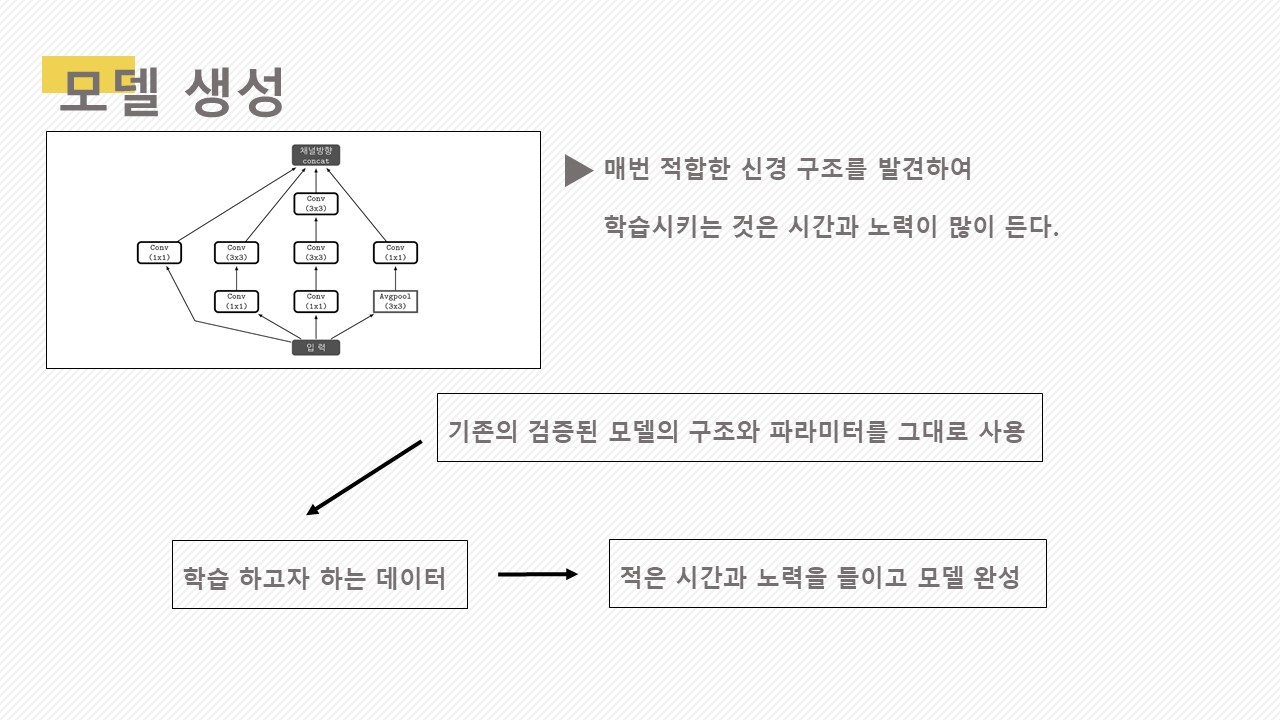 모델 생성
채널방향
concat
Conv
(3x3)
Conv
(1x1)
Conv
(3x3)
Conv
(3x3)
Conv
(1x1)
Conv
(1x1)
Conv
(1x1)
Avgpool
(3x3)
입 력
매번 적합한 신경 구조를 발견하여
학습시키는 것은 시간과 노력이 많이 든다.
기존의 검증된 모델의 구조와 파라미터를 그대로 사용
학습 하고자 하는 데이터
적은 시간과 노력을 들이고 모델 완성